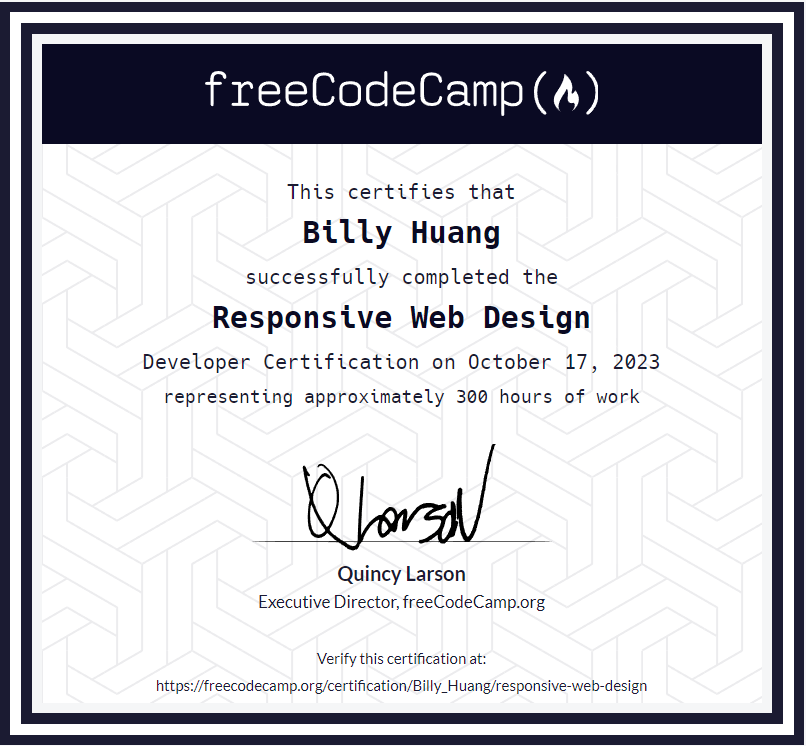 freeCodeCamp(🔥)
This certifies that
Billy Huang
successfully completed the
Responsive Web Design
Developer Certification on October 17, 2023
representing approximately 300 hours of work
Q Larson
Quincy Larson
Executive Director, freeCodeCamp.org
Verify this certification at:
https://freecodecamp.org/certification/Billy_Huang/responsive-web-design